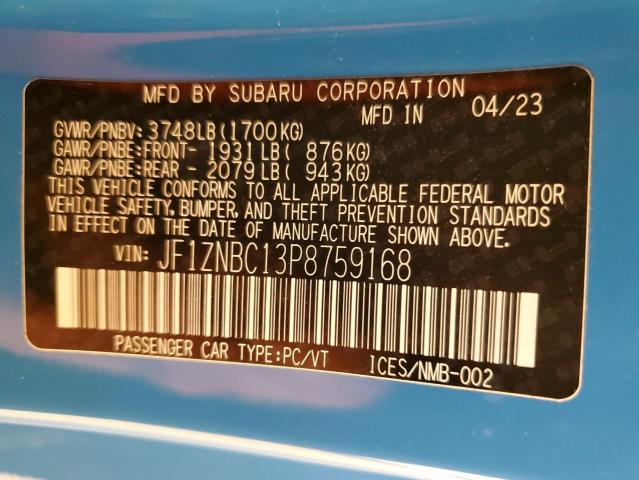 MFD BY SUBARU CORPORATION
MFD IN 04/23
GVWR/PNBV: 3748LB(1700KG)
GAWR/PNBE:FRONT- 1931LB( 876KG)
GAWR/PNBE:REAR - 2079LB( 943KG)
THIS VEHICLE CONFORMS TO ALL APPLICABLE FEDERAL MOTOR
VEHICLE SAFETY, BUMPER, AND THEFT PREVENTION STANDARDS
IN EFFECT ON THE DATE OF MANUFACTURE SHOWN ABOVE.
VIN: JF1ZNBC13P8759168
PASSENGER CAR TYPE:PC/VT ICES/NMB-002